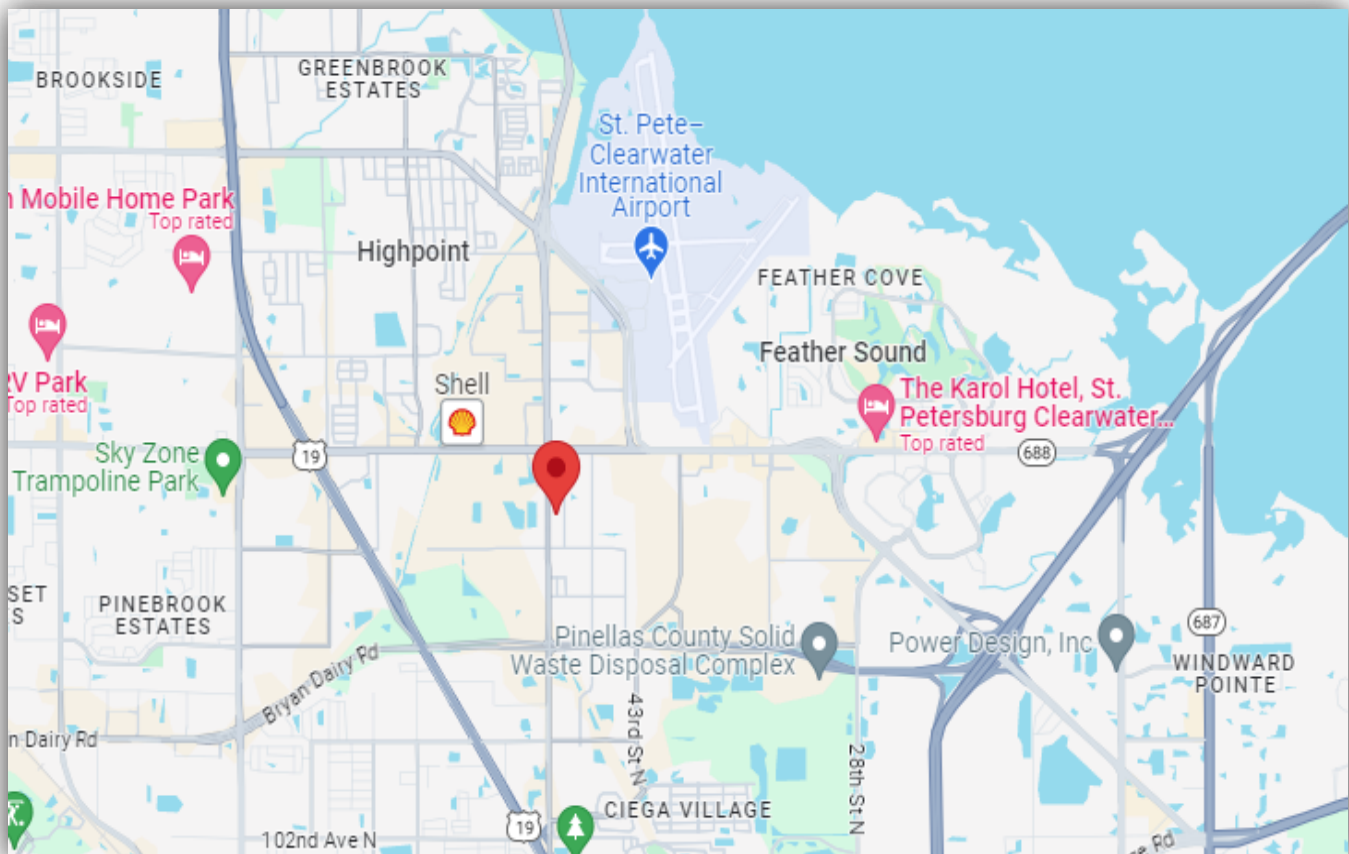 BROOKSIDE
GREENBROOK
ESTATES
St. Pete–
Clearwater
International
Airport
Mobile Home Park
Top rated
Highpoint
FEATHER COVE
Feather Sound
RV Park
Top rated
Shell
The Karol Hotel, St.
Petersburg Clearwater...
Top rated
Sky Zone
Trampoline Park
19
688
SET
S
PINEBROOK
ESTATES
Pinellas County Solid
Waste Disposal Complex
Power Design, Inc
687
WINDWARD
POINTE
Bryan Dairy Rd
n Dairy Rd
43rd St N
28th St N
19
CIEGA VILLAGE
102nd Ave N
Rd